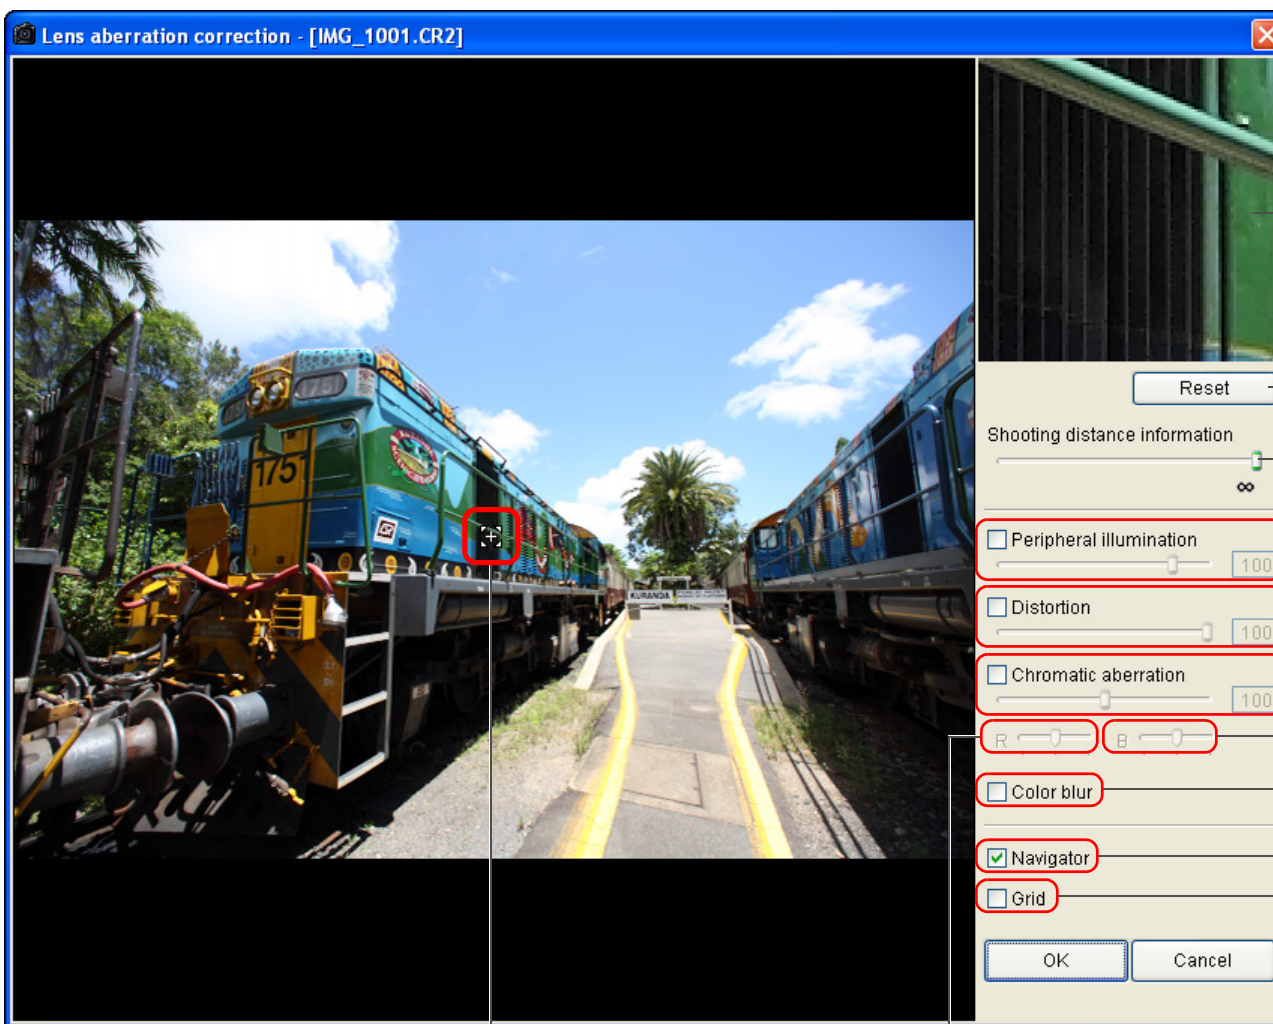 Lens aberration correction - [IMG_1001.CR2]
175
175
KURANDA
Reset
Shooting distance information
∞
Peripheral illumination
100
Distortion
100
Chromatic aberration
100
R
B
Color blur
Navigator
Grid
OK
Cancel